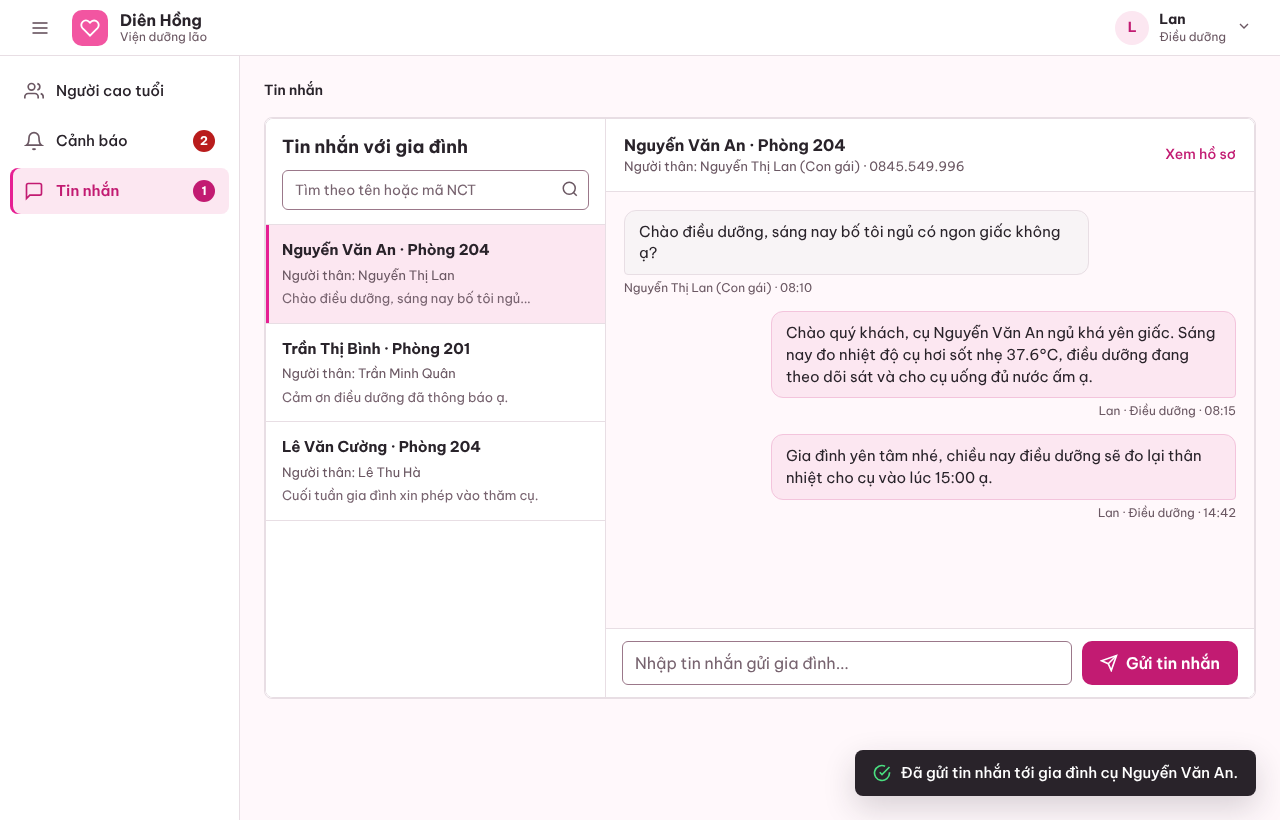 Diên Hồng
Viện dưỡng lão
L
Lan
Điều dưỡng
Người cao tuổi
Cảnh báo
2
Tin nhắn
1
Tin nhắn
Tin nhắn với gia đình
Tìm theo tên hoặc mã NCT
Nguyễn Văn An · Phòng 204
Người thân: Nguyễn Thị Lan
Chào điều dưỡng, sáng nay bố tôi ngủ...
Trần Thị Bình · Phòng 201
Người thân: Trần Minh Quân
Cảm ơn điều dưỡng đã thông báo ạ.
Lê Văn Cường · Phòng 204
Người thân: Lê Thu Hà
Cuối tuần gia đình xin phép vào thăm cụ.
Nguyễn Văn An · Phòng 204
Người thân: Nguyễn Thị Lan (Con gái) · 0845.549.996
Xem hồ sơ
Chào điều dưỡng, sáng nay bố tôi ngủ có ngon giấc không
ạ?
Nguyễn Thị Lan (Con gái) · 08:10
Chào quý khách, cụ Nguyễn Văn An ngủ khá yên giấc. Sáng
nay đo nhiệt độ cụ hơi sốt nhẹ 37.6°C, điều dưỡng đang
theo dõi sát và cho cụ uống đủ nước ấm ạ.
Lan · Điều dưỡng · 08:15
Gia đình yên tâm nhé, chiều nay điều dưỡng sẽ đo lại thân
nhiệt cho cụ vào lúc 15:00 ạ.
Lan · Điều dưỡng · 14:42
Nhập tin nhắn gửi gia đình...
Gửi tin nhắn
Đã gửi tin nhắn tới gia đình cụ Nguyễn Văn An.